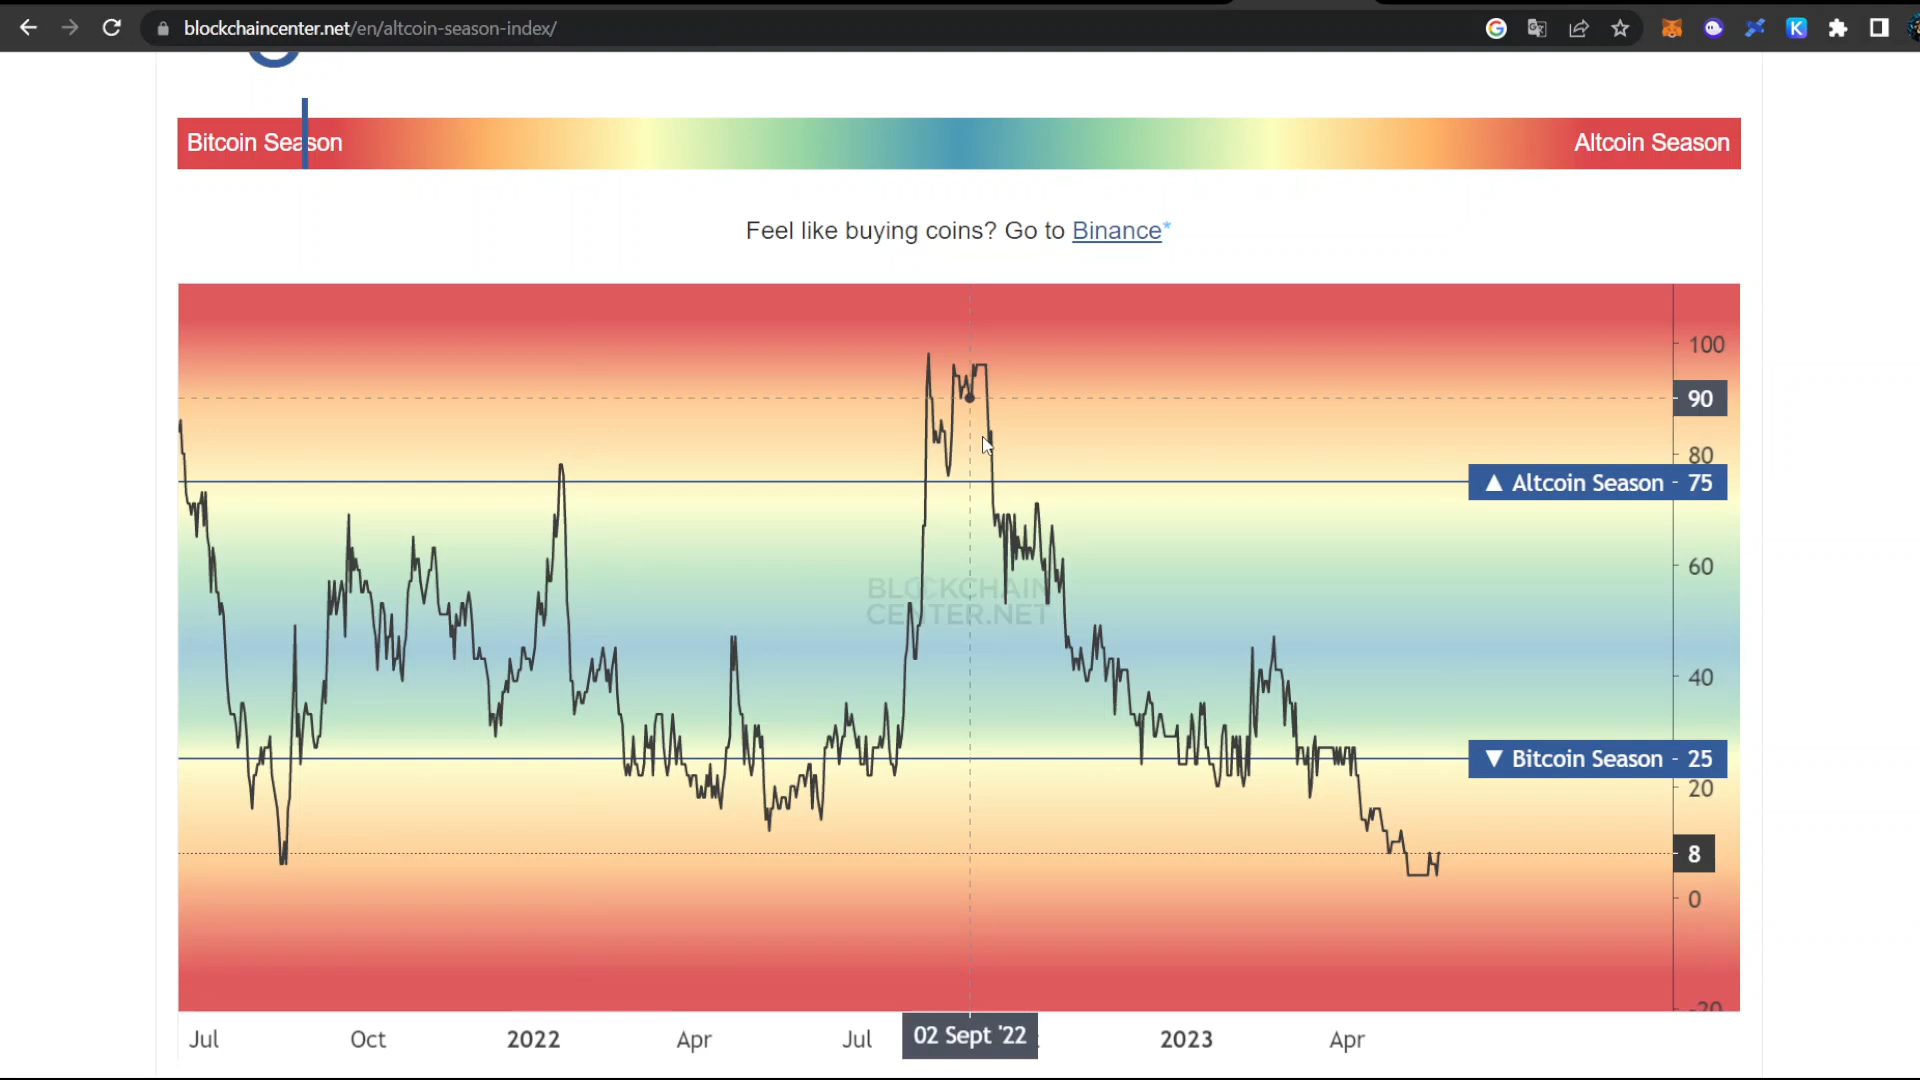 blockchaincenter.net/en/altcoin-season-index/
Bitcoin Season
Altcoin Season
Feel like buying coins? Go to Binance*
100
90
80
▲ Altcoin Season - 75
60
BLOCKCHAIN
CENTER.NET
40
▼ Bitcoin Season - 25
20
8
0
-20
Jul Oct 2022 Apr Jul 02 Sept '22 2023 Apr